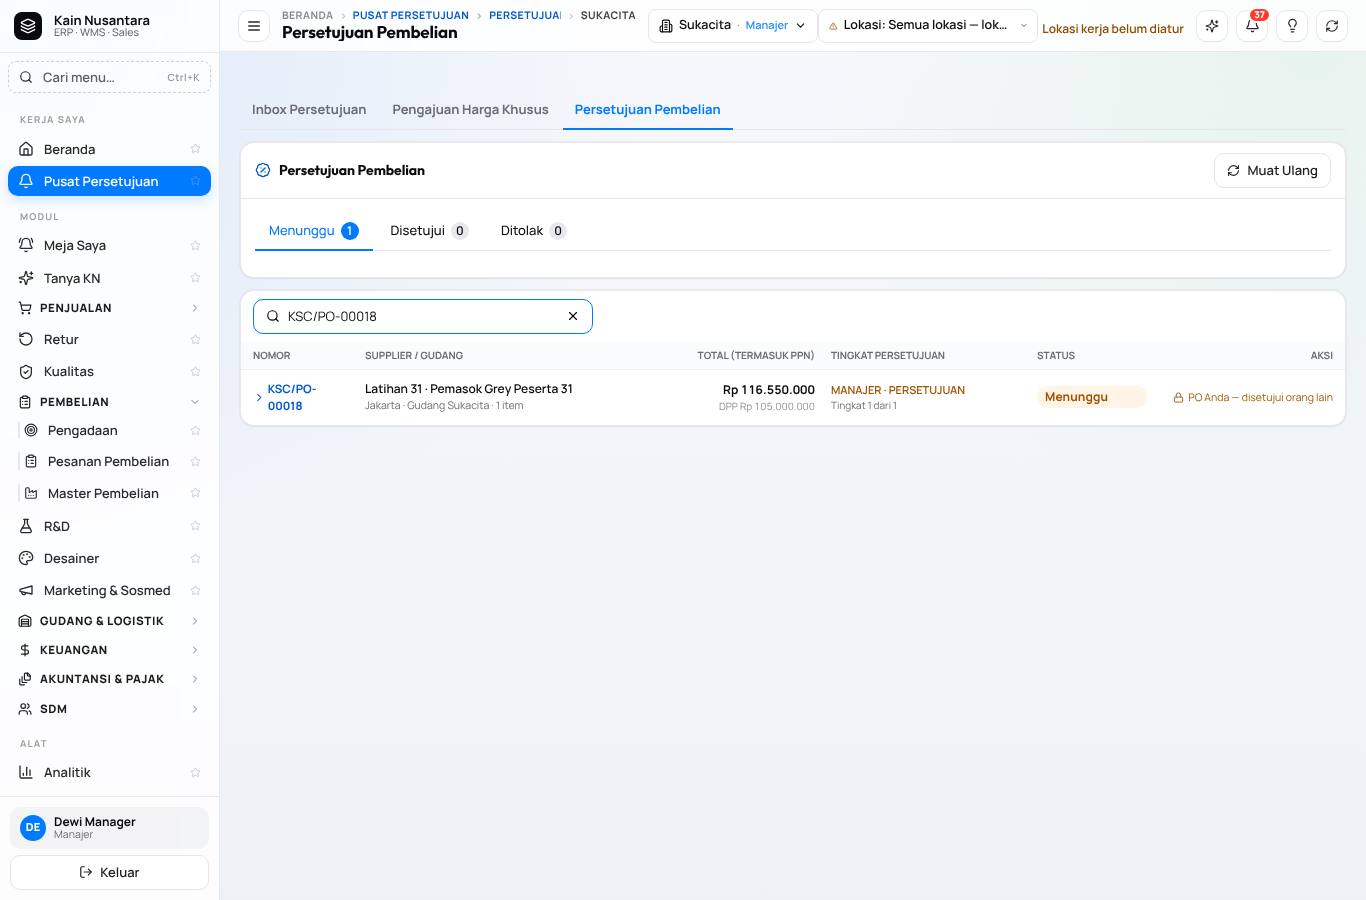 Kain Nusantara
ERP · WMS · Sales
Cari menu...
Ctrl+K
KERJA SAYA
Beranda
Pusat Persetujuan
MODUL
Meja Saya
Tanya KN
PENJUALAN
Retur
Kualitas
PEMBELIAN
Pengadaan
Pesanan Pembelian
Master Pembelian
R&D
Desainer
Marketing & Sosmed
GUDANG & LOGISTIK
KEUANGAN
AKUNTANSI & PAJAK
SDM
ALAT
Analitik
DE
Dewi Manager
Manajer
Keluar
BERANDA › PUSAT PERSETUJUAN › PERSETUJUA › SUKACITA
Persetujuan Pembelian
Sukacita · Manajer
Lokasi: Semua lokasi — lok...
Lokasi kerja belum diatur
37
Inbox Persetujuan
Pengajuan Harga Khusus
Persetujuan Pembelian
Persetujuan Pembelian
Muat Ulang
Menunggu 1
Disetujui 0
Ditolak 0
KSC/PO-00018
NOMOR
SUPPLIER / GUDANG
TOTAL (TERMASUK PPN)
TINGKAT PERSETUJUAN
STATUS
AKSI
KSC/PO-
00018
Latihan 31 · Pemasok Grey Peserta 31
Jakarta · Gudang Sukacita · 1 item
Rp 116.550.000
DPP Rp 105.000.000
MANAJER · PERSETUJUAN
Tingkat 1 dari 1
Menunggu
PO Anda — disetujui orang lain